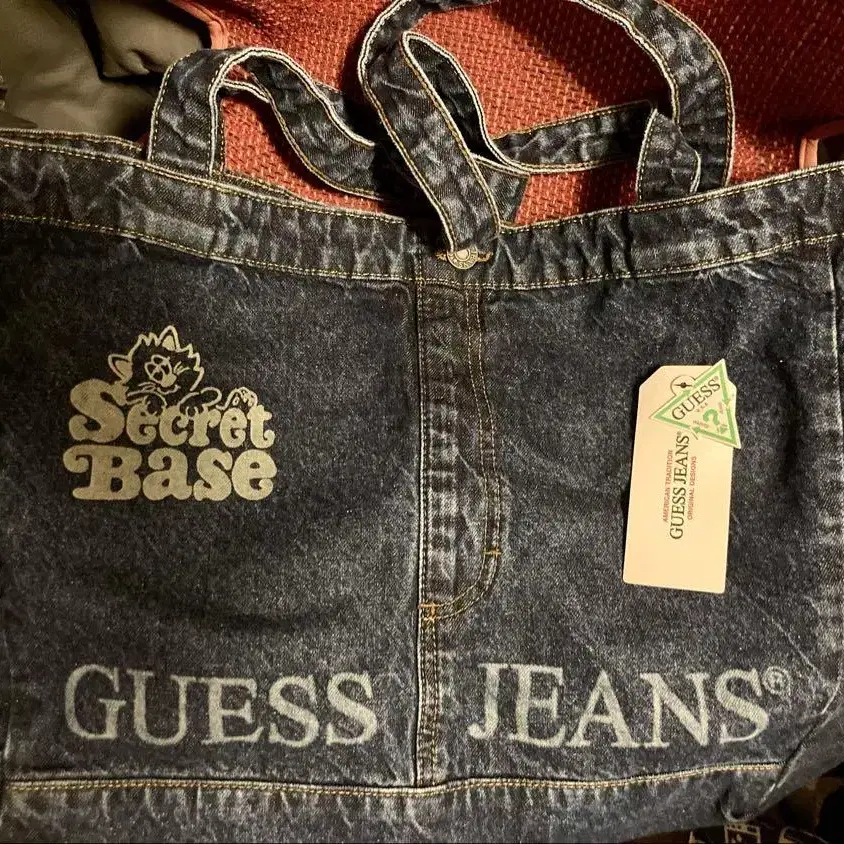 Secret
Base
GUESS
?
AMERICAN TRADITION
GUESS JEANS®
ORIGINAL DESIGNS
GUESS JEANS®